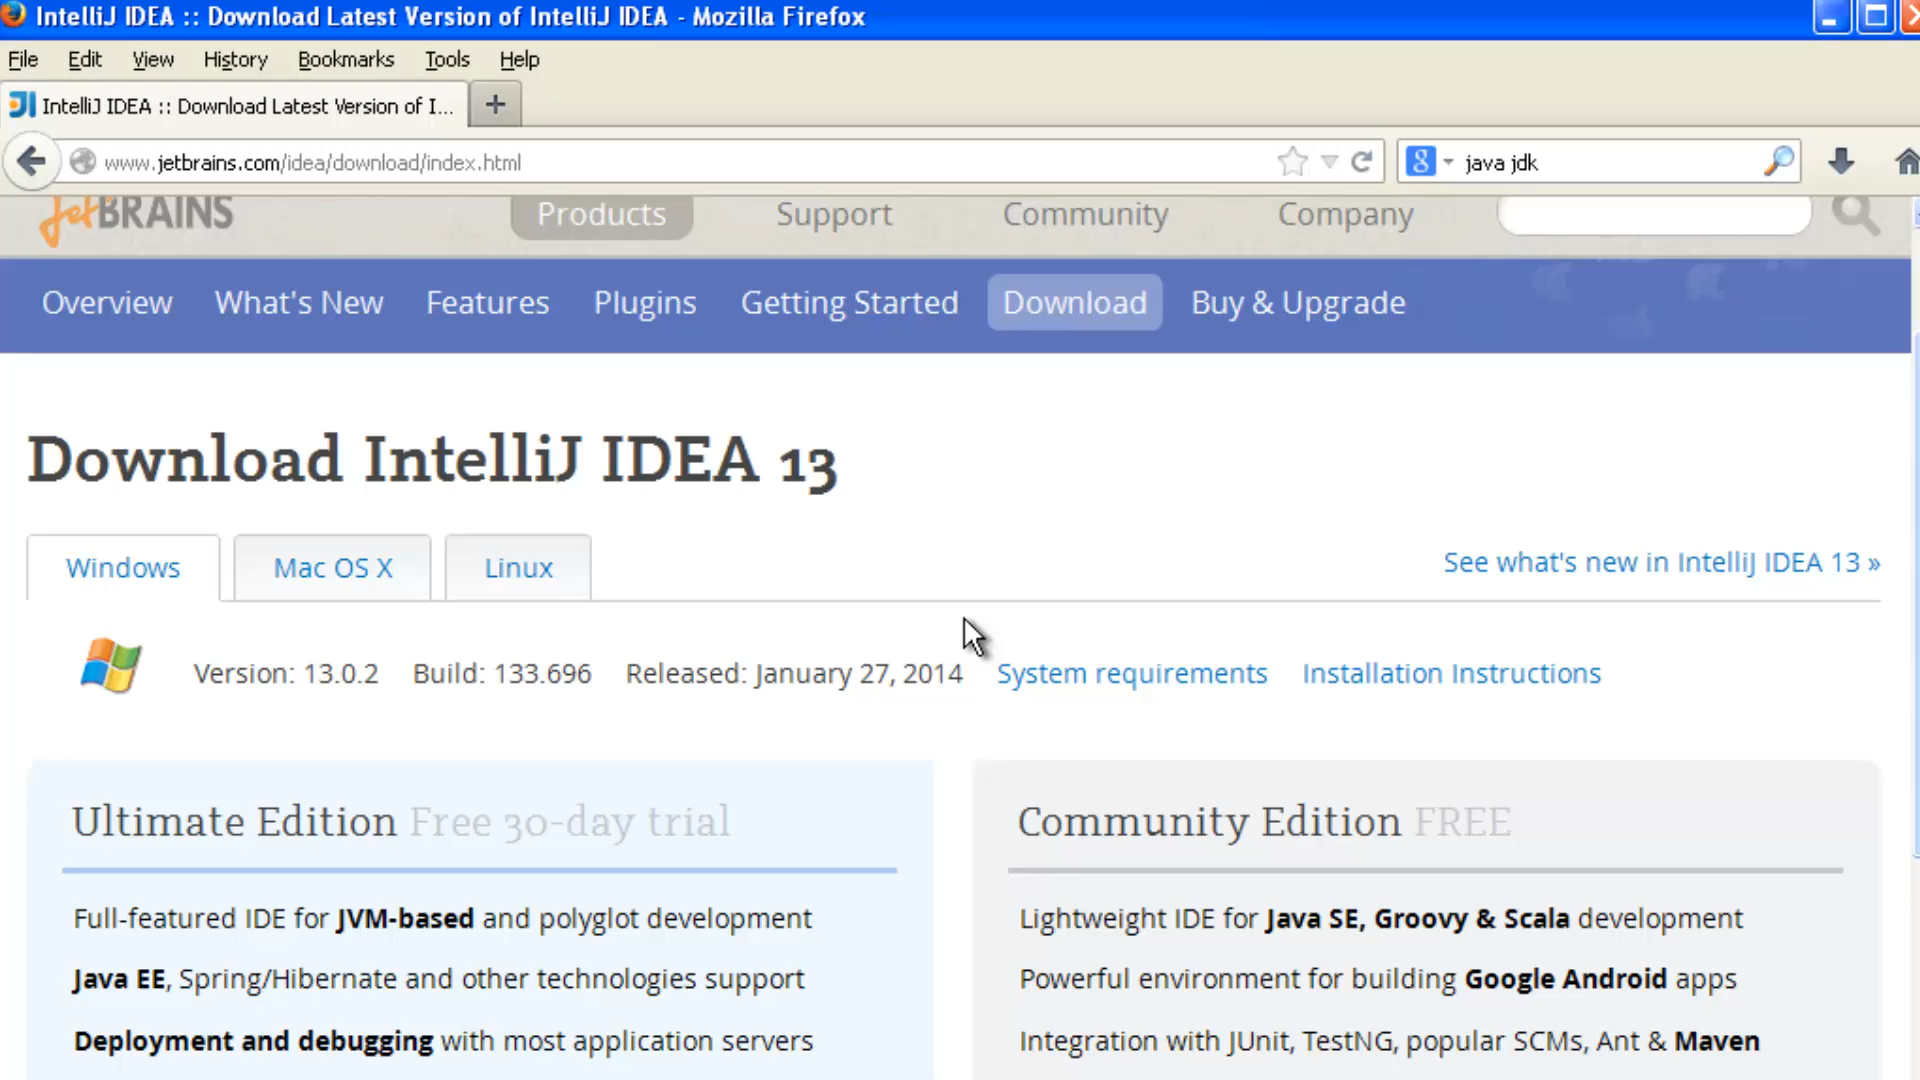 IntelliJ IDEA :: Download Latest Version of IntelliJ IDEA - Mozilla Firefox
File Edit View History Bookmarks Tools Help
IntelliJ IDEA :: Download Latest Version of I... +
www.jetbrains.com/idea/download/index.html 8 java jdk
JetBRAINS Products Support Community Company
Overview What's New Features Plugins Getting Started Download Buy & Upgrade
Download IntelliJ IDEA 13
Windows Mac OS X Linux See what's new in IntelliJ IDEA 13 »
Version: 13.0.2 Build: 133.696 Released: January 27, 2014 System requirements Installation Instructions
Ultimate Edition Free 30-day trial
Full-featured IDE for JVM-based and polyglot development
Java EE, Spring/Hibernate and other technologies support
Deployment and debugging with most application servers
Community Edition FREE
Lightweight IDE for Java SE, Groovy & Scala development
Powerful environment for building Google Android apps
Integration with JUnit, TestNG, popular SCMs, Ant & Maven